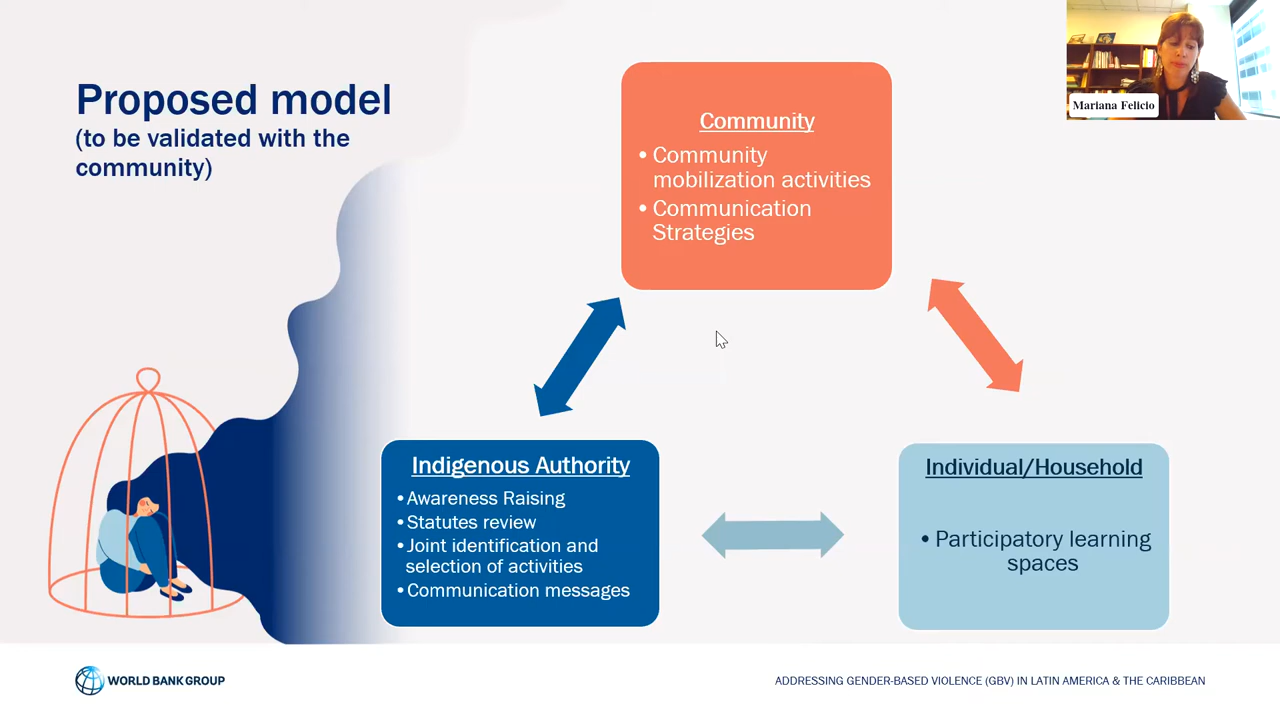 Proposed model
(to be validated with the
community)
Mariana Felicio
Community
• Community
mobilization activities
• Communication
Strategies
Indigenous Authority
• Awareness Raising
• Statutes review
• Joint identification and
selection of activities
• Communication messages
Individual/Household
• Participatory learning
spaces
WORLD BANK GROUP
ADDRESSING GENDER-BASED VIOLENCE (GBV) IN LATIN AMERICA & THE CARIBBEAN